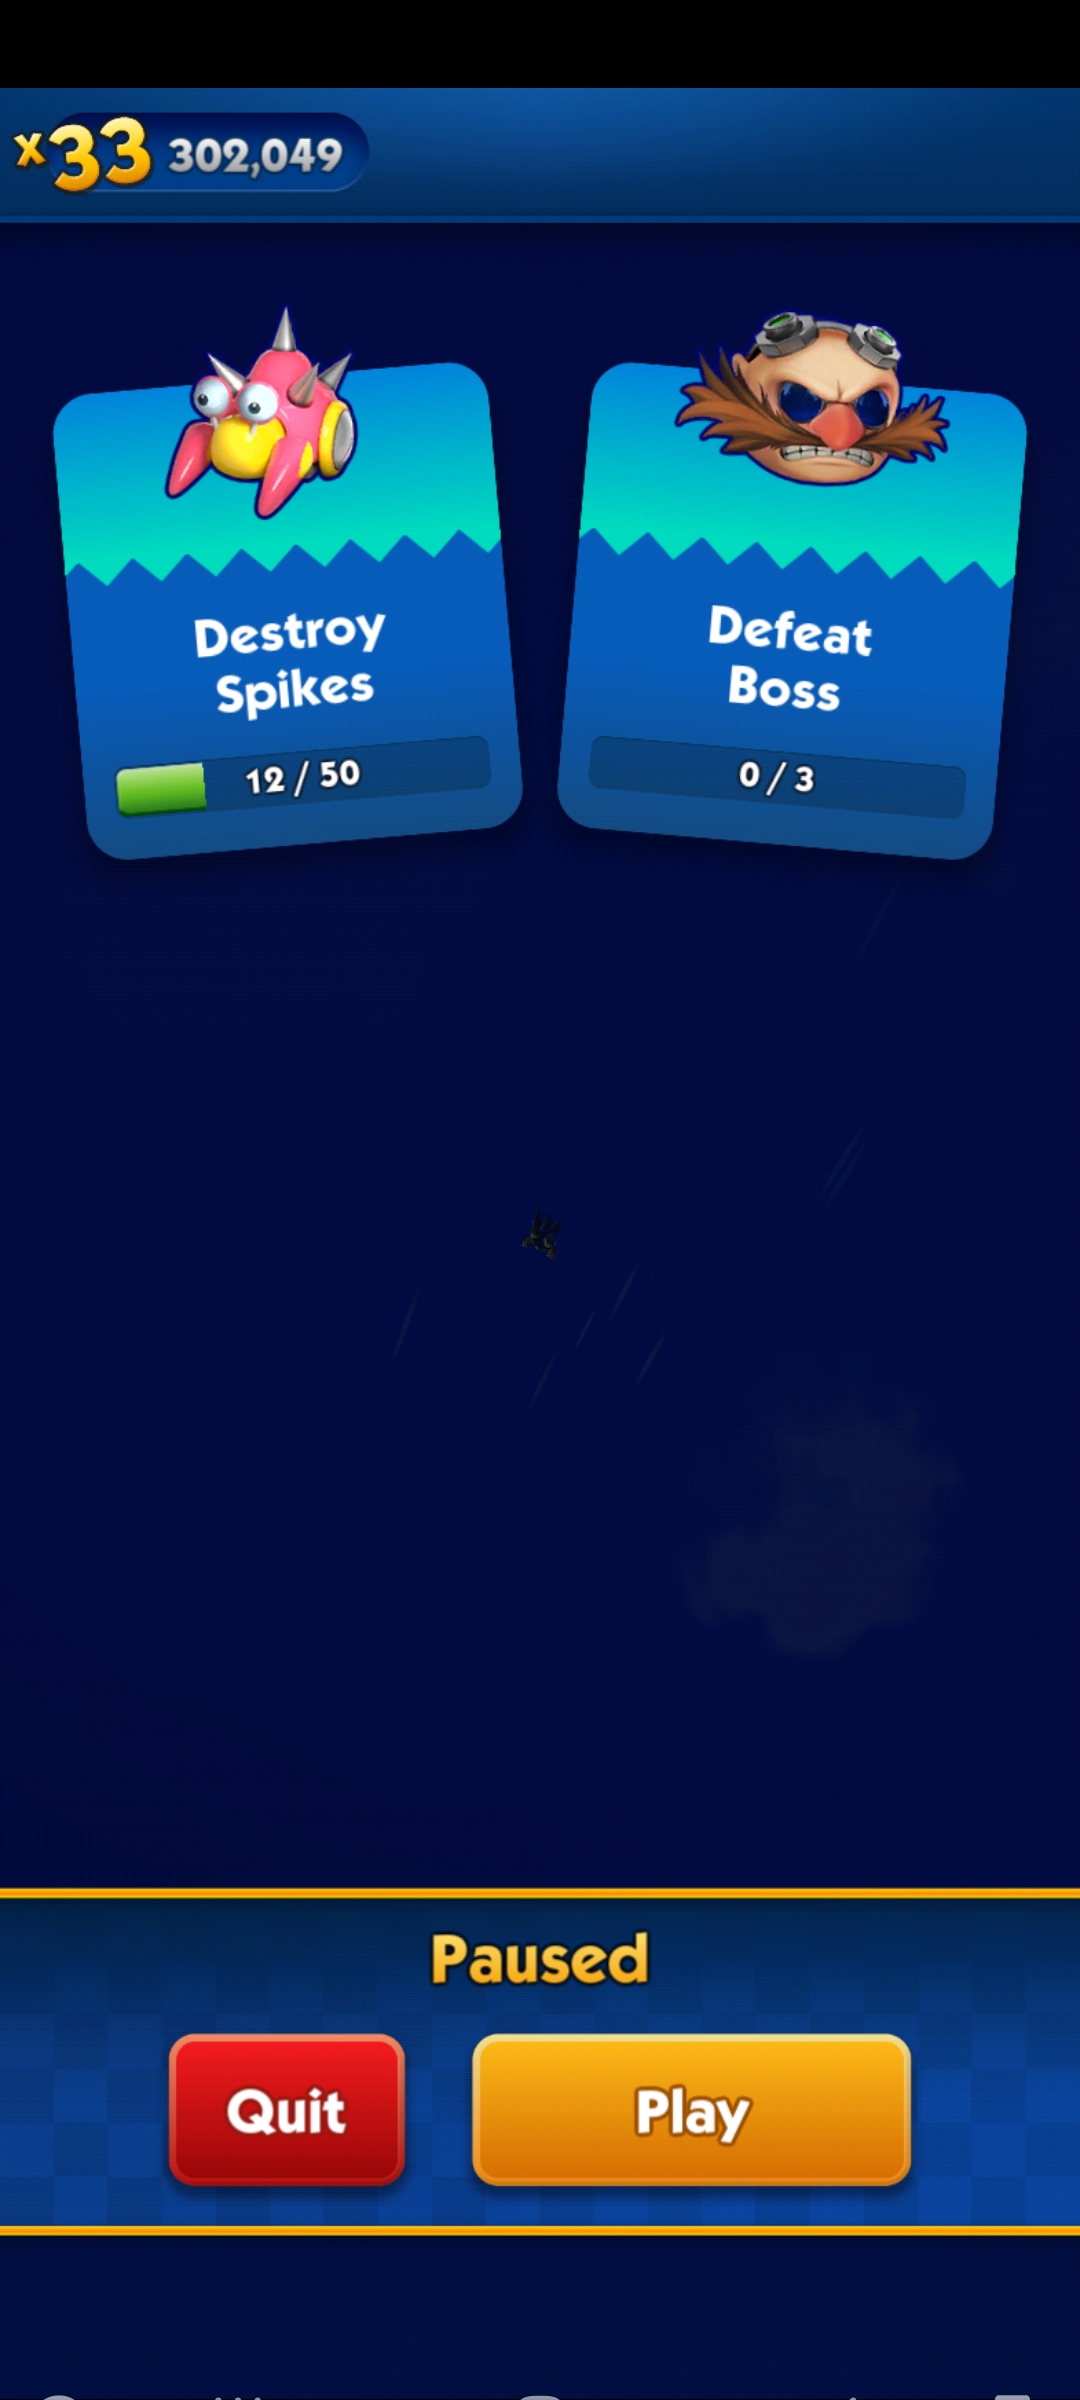 x33 302,049
Destroy
Spikes
12 / 50
Defeat
Boss
0 / 3
Paused
Quit
Play